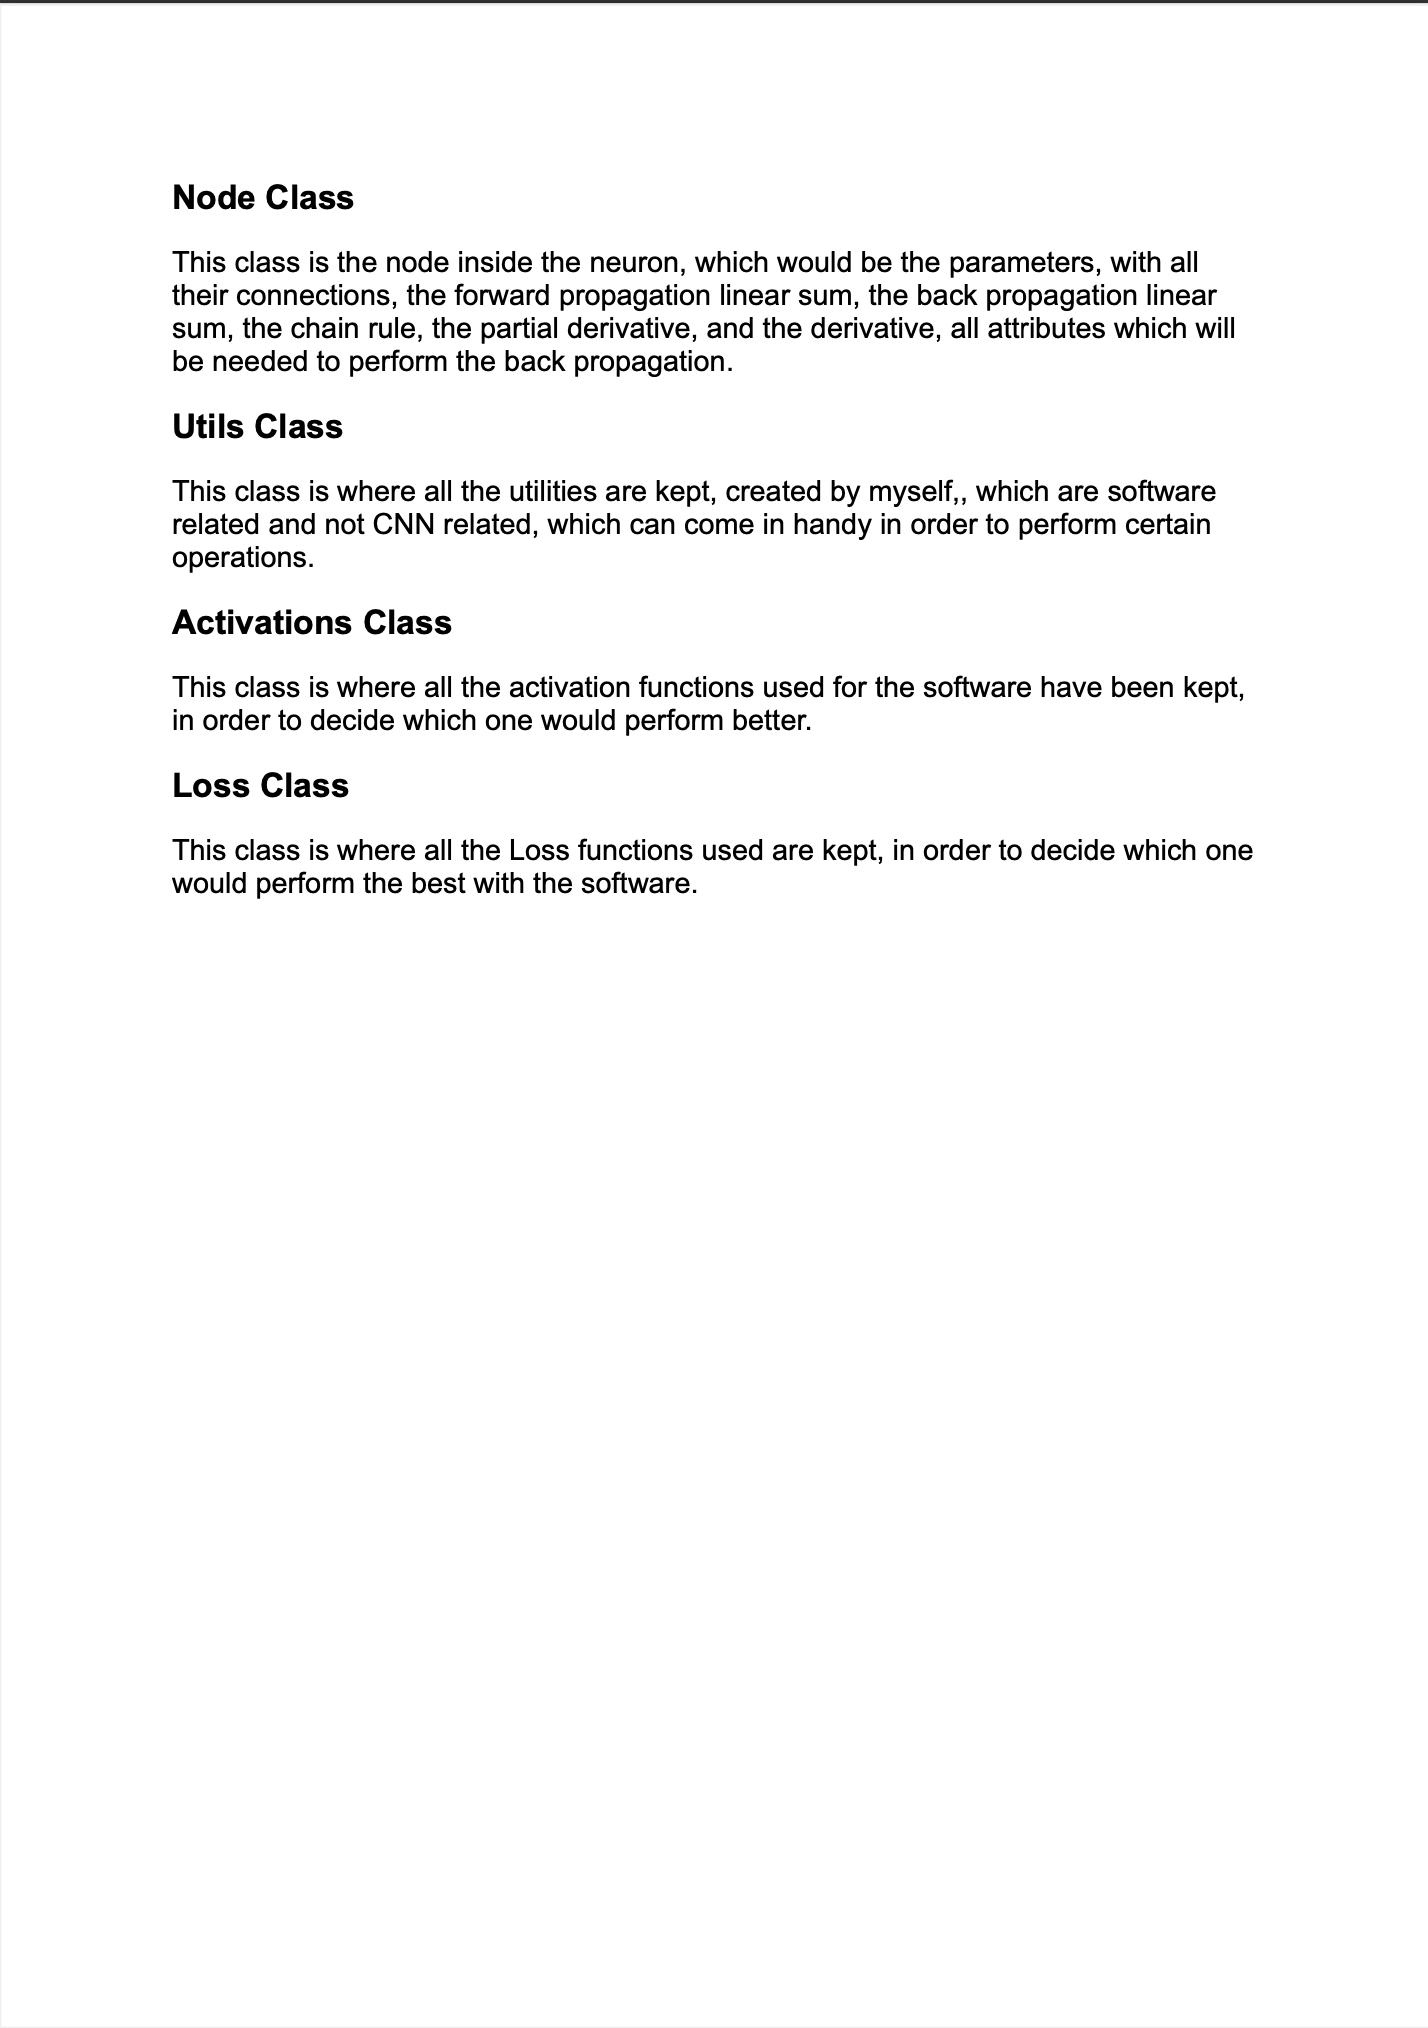 Node Class
This class is the node inside the neuron, which would be the parameters, with all
their connections, the forward propagation linear sum, the back propagation linear
sum, the chain rule, the partial derivative, and the derivative, all attributes which will
be needed to perform the back propagation.
Utils Class
This class is where all the utilities are kept, created by myself,, which are software
related and not CNN related, which can come in handy in order to perform certain
operations.
Activations Class
This class is where all the activation functions used for the software have been kept,
in order to decide which one would perform better.
Loss Class
This class is where all the Loss functions used are kept, in order to decide which one
would perform the best with the software.